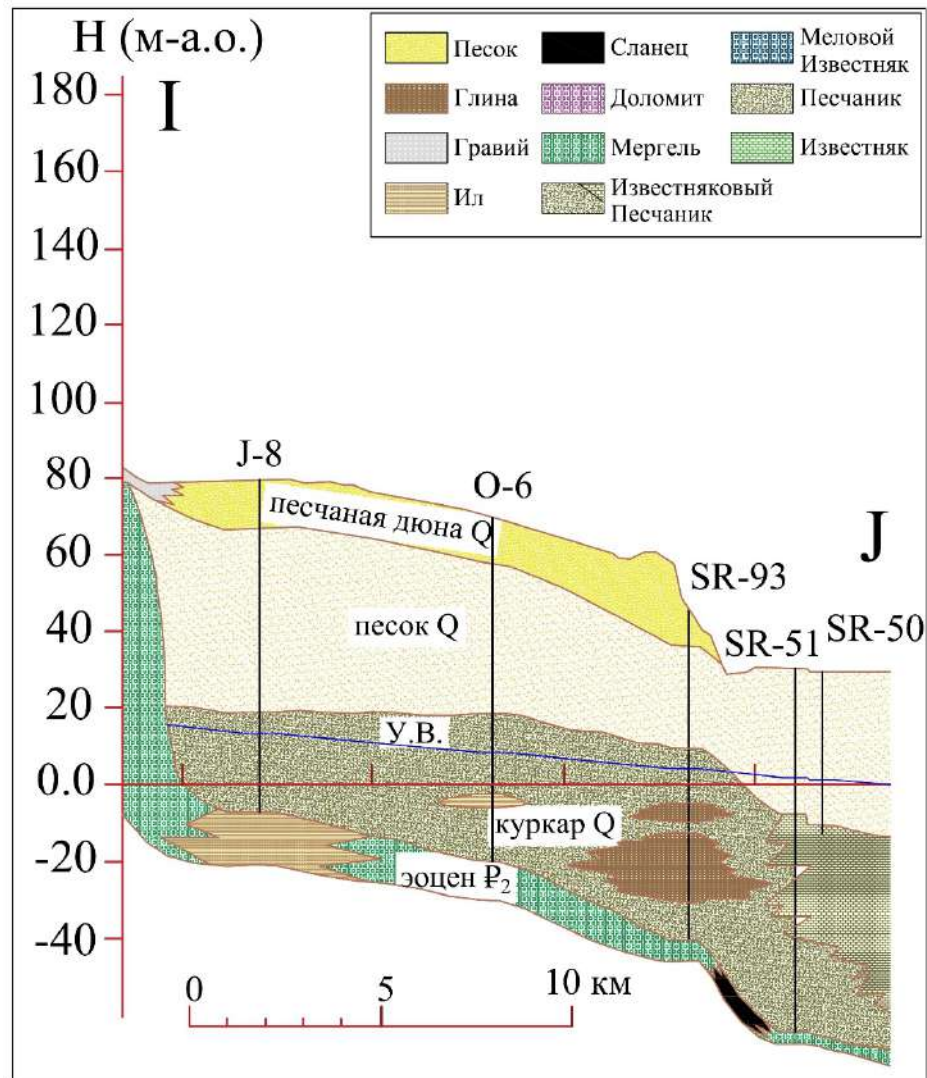 H (м-а.о.)
I
Песок
Сланец
Меловой
Известняк
Глина
Доломит
Песчаник
Гравий
Мергель
Известняк
Ил
Известняковый
Песчаник
180
160
140
120
100
80
60
40
20
0.0
-20
-40
J-8
O-6
J
SR-93
SR-51
SR-50
песчаная дюна Q
песок Q
У.В.
куркар Q
эоцен ₽₂
0 5 10 км